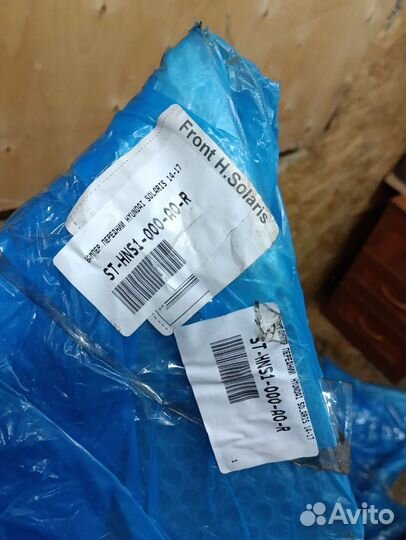 Front H.Solaris
БАМПЕР ПЕРЕДНИЙ HYUNDAI SOLARIS 14-17
ST-HNS1-000-A0-R
БАМПЕР ПЕРЕДНИЙ HYUNDAI SOLARIS 14-17
ST-HNS1-000-A0-R
1
Avito